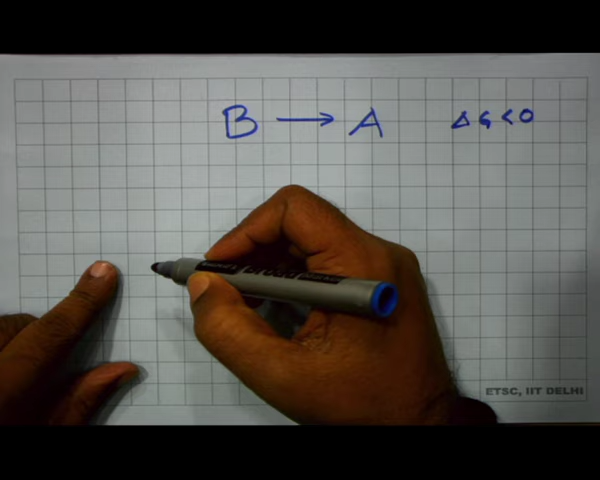 B → A ΔG < 0
ETSC, IIT DELHI